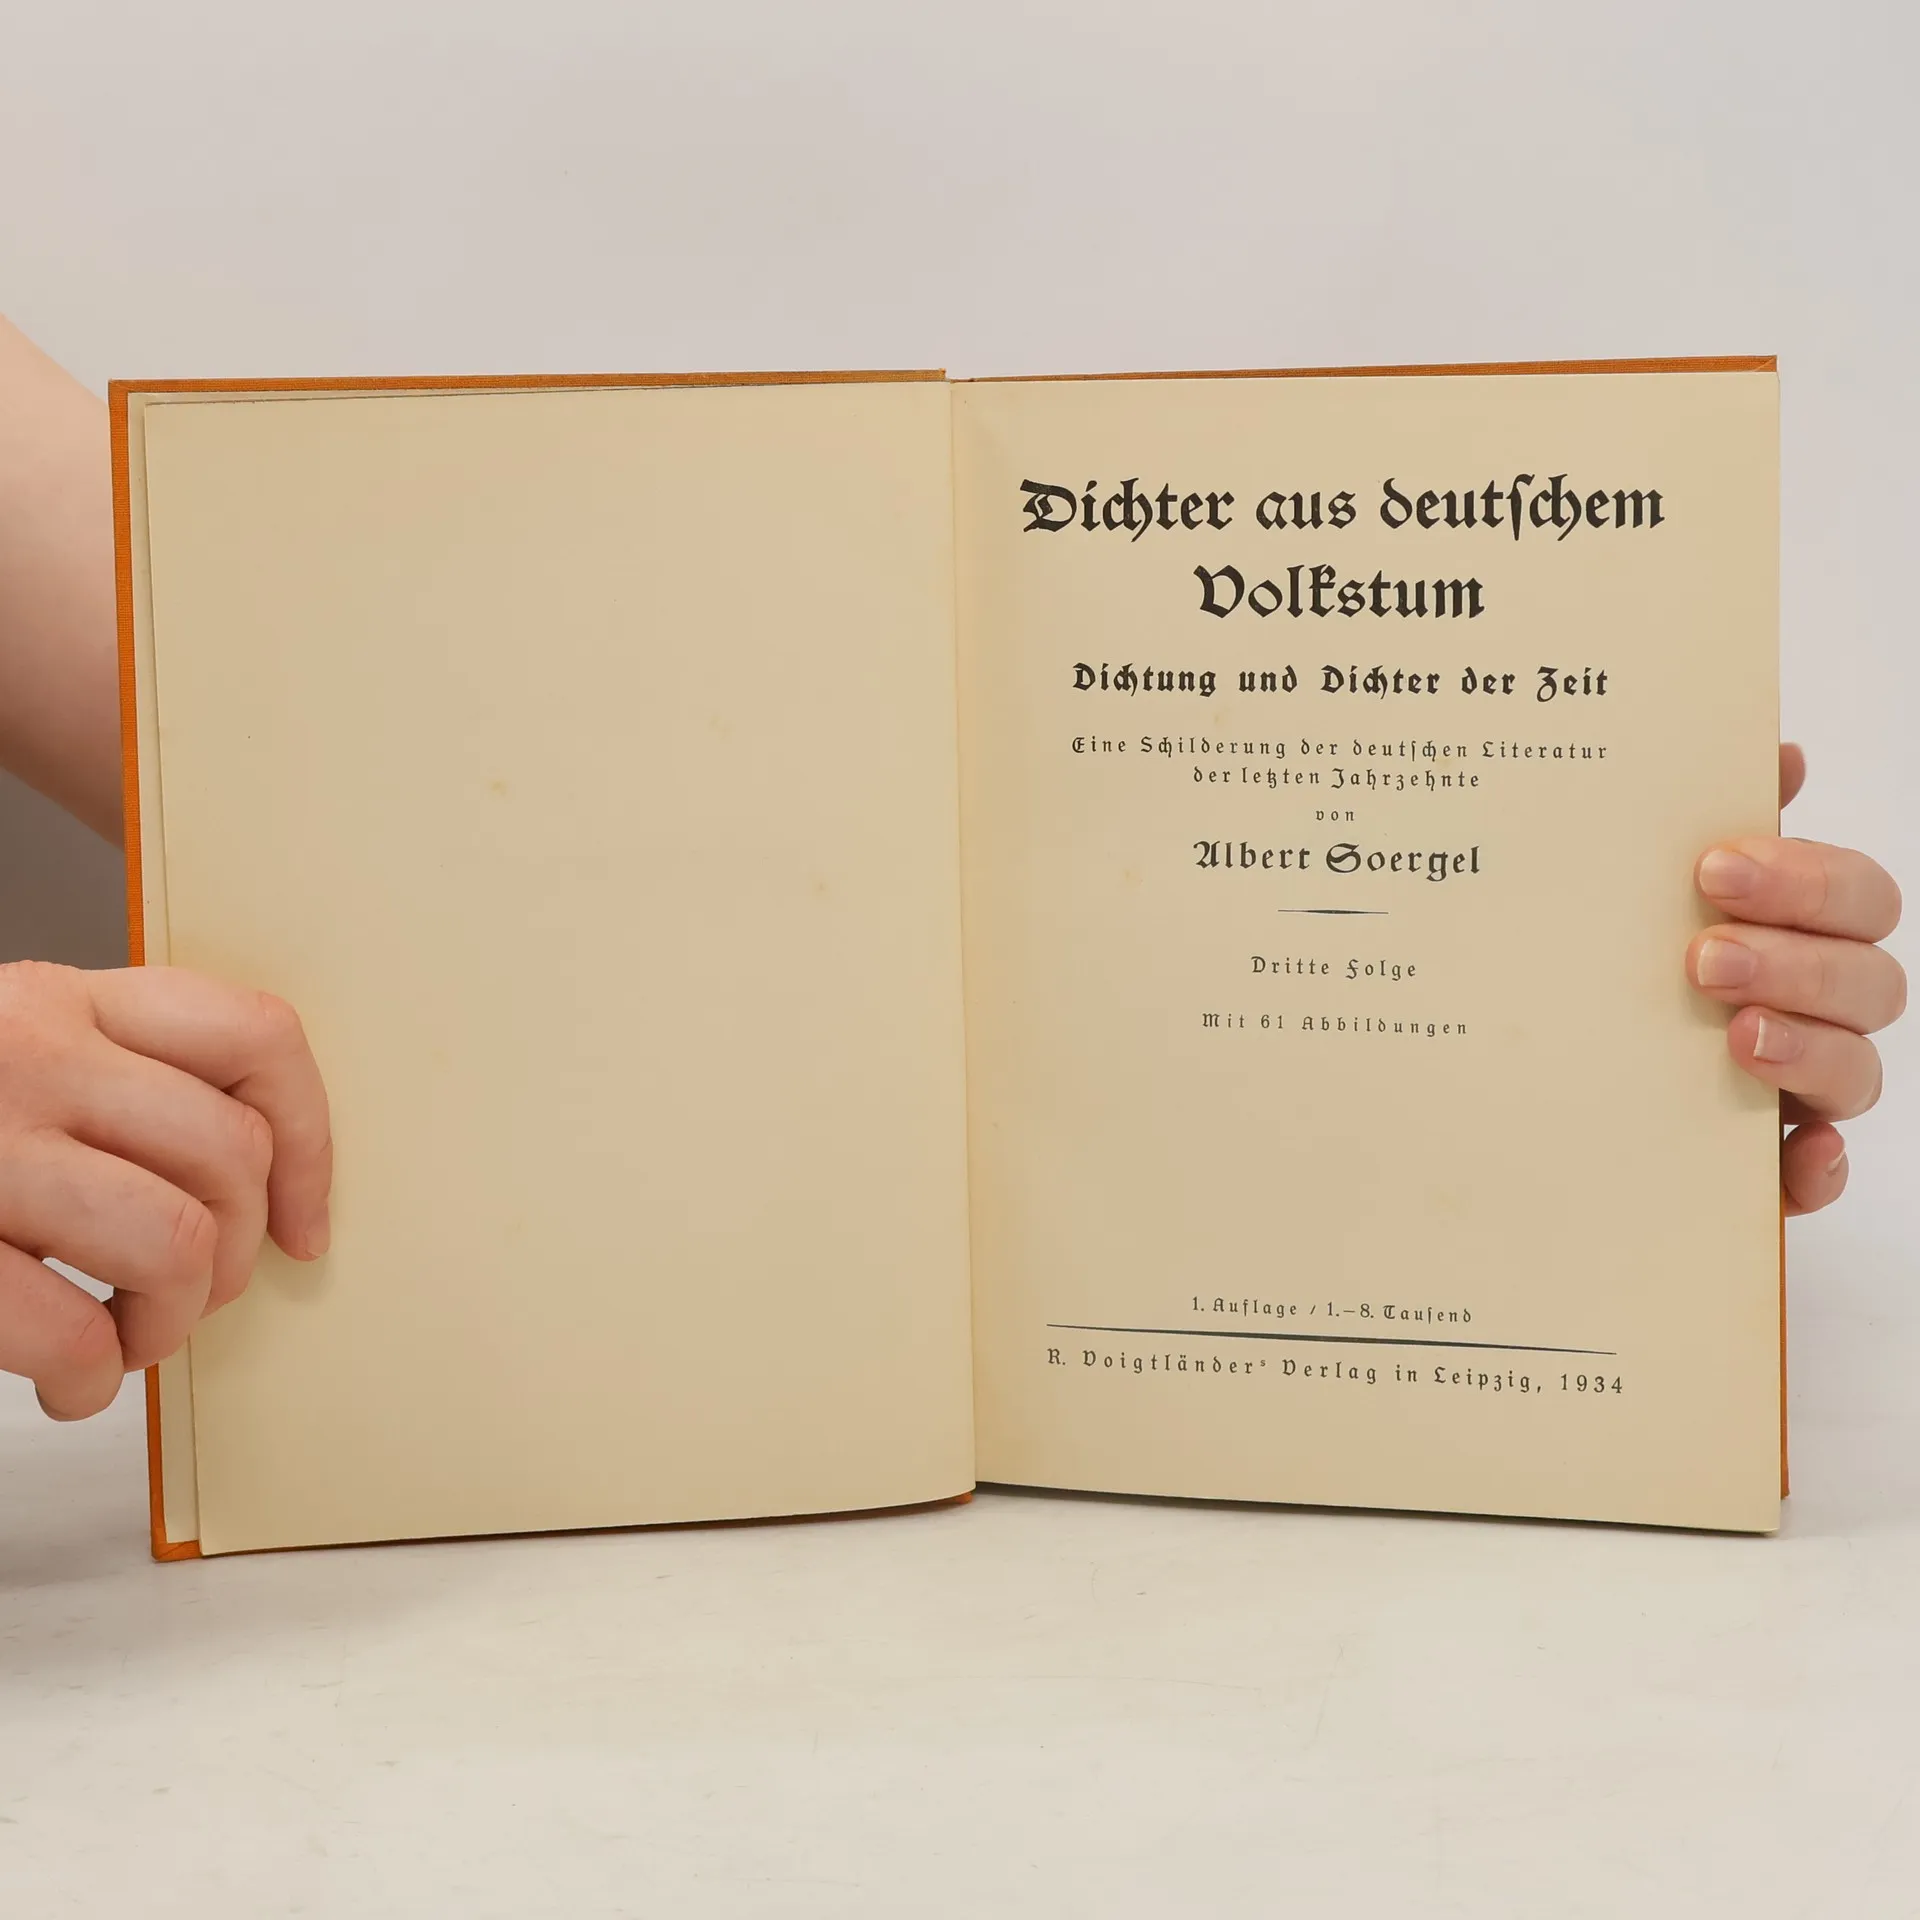 Dichter aus deutſchem
Volkstum
Dichtung und Dichter der Zeit
Eine Schilderung der deutſchen Literatur
der letzten Jahrzehnte
von
Albert Soergel
Dritte Folge
Mit 61 Abbildungen
1. Auflage / 1.–8. Tauſend
R. Voigtländers Verlag in Leipzig, 1934